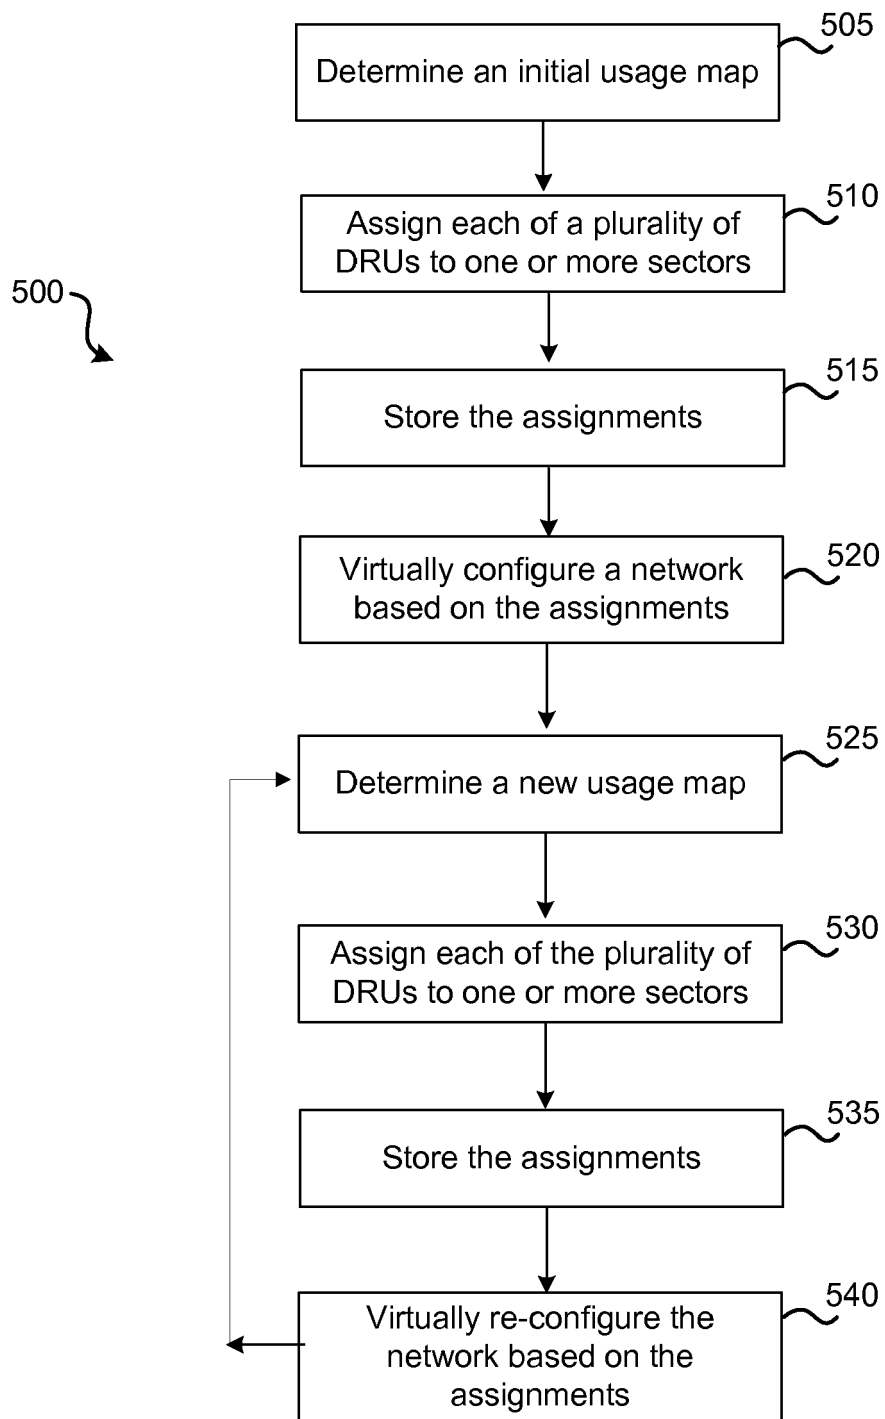 505
Determine an initial usage map
510
Assign each of a plurality of
DRUs to one or more sectors
500
515
Store the assignments
520
Virtually configure a network
based on the assignments
525
Determine a new usage map
530
Assign each of the plurality of
DRUs to one or more sectors
535
Store the assignments
540
Virtually re-configure the
network based on the
assignments